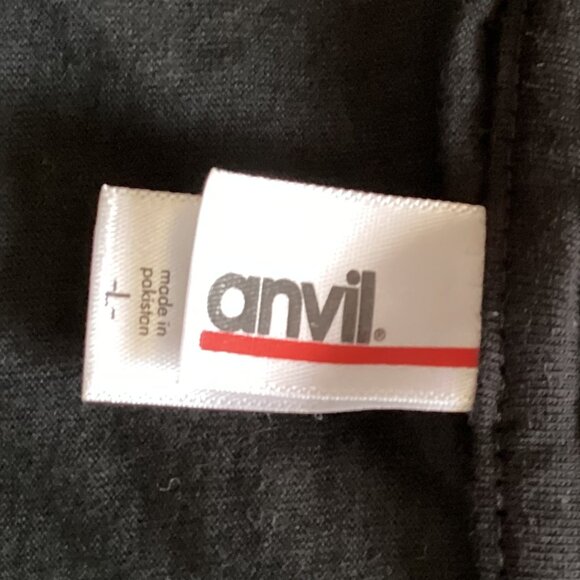 anvil®
made in
pakistan
-L-